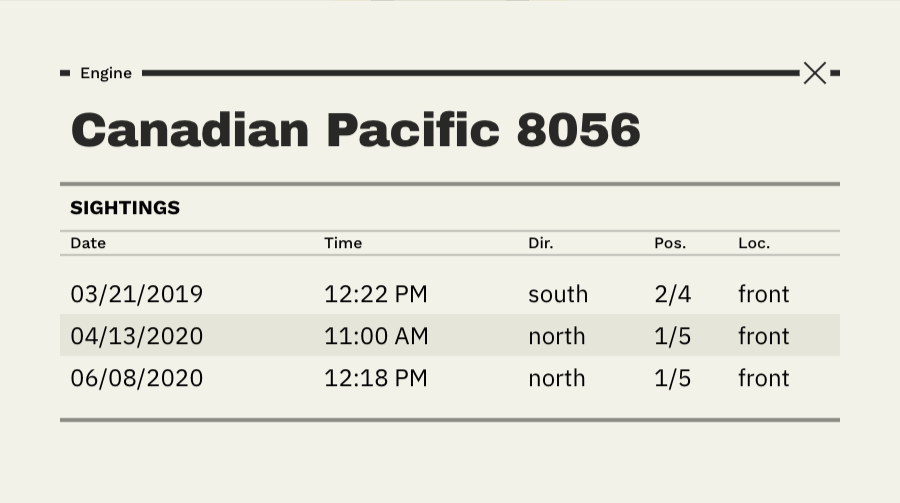 Engine
Canadian Pacific 8056
SIGHTINGS
Date Time Dir. Pos. Loc.
03/21/2019 12:22 PM south 2/4 front
04/13/2020 11:00 AM north 1/5 front
06/08/2020 12:18 PM north 1/5 front